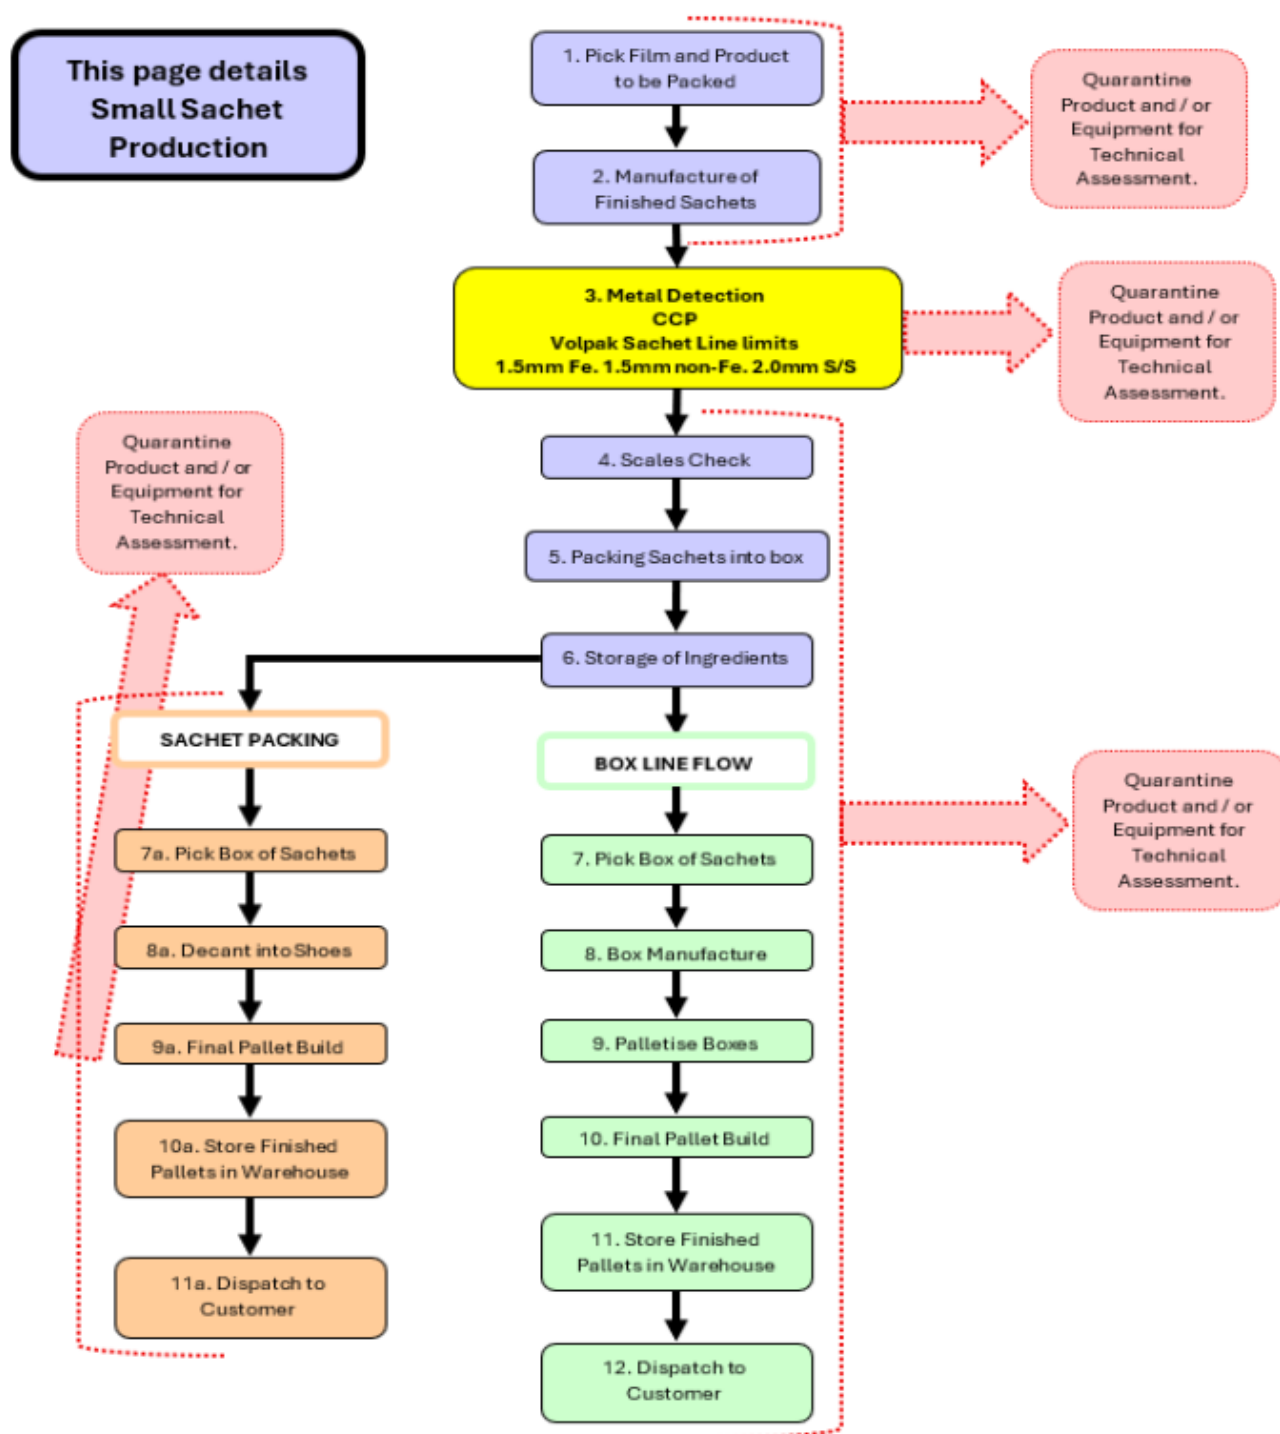 This page details
Small Sachet
Production
1. Pick Film and Product
to be Packed
Quarantine
Product and / or
Equipment for
Technical
Assessment.
2. Manufacture of
Finished Sachets
3. Metal Detection
CCP
Volpak Sachet Line limits
1.5mm Fe. 1.5mm non-Fe. 2.0mm S/S
Quarantine
Product and / or
Equipment for
Technical
Assessment.
4. Scales Check
Quarantine
Product and / or
Equipment for
Technical
Assessment.
5. Packing Sachets into box
6. Storage of Ingredients
SACHET PACKING
7a. Pick Box of Sachets
8a. Decant into Shoes
9a. Final Pallet Build
10a. Store Finished
Pallets in Warehouse
11a. Dispatch to
Customer
BOX LINE FLOW
7. Pick Box of Sachets
8. Box Manufacture
9. Palletise Boxes
10. Final Pallet Build
11. Store Finished
Pallets in Warehouse
12. Dispatch to
Customer
Quarantine
Product and / or
Equipment for
Technical
Assessment.